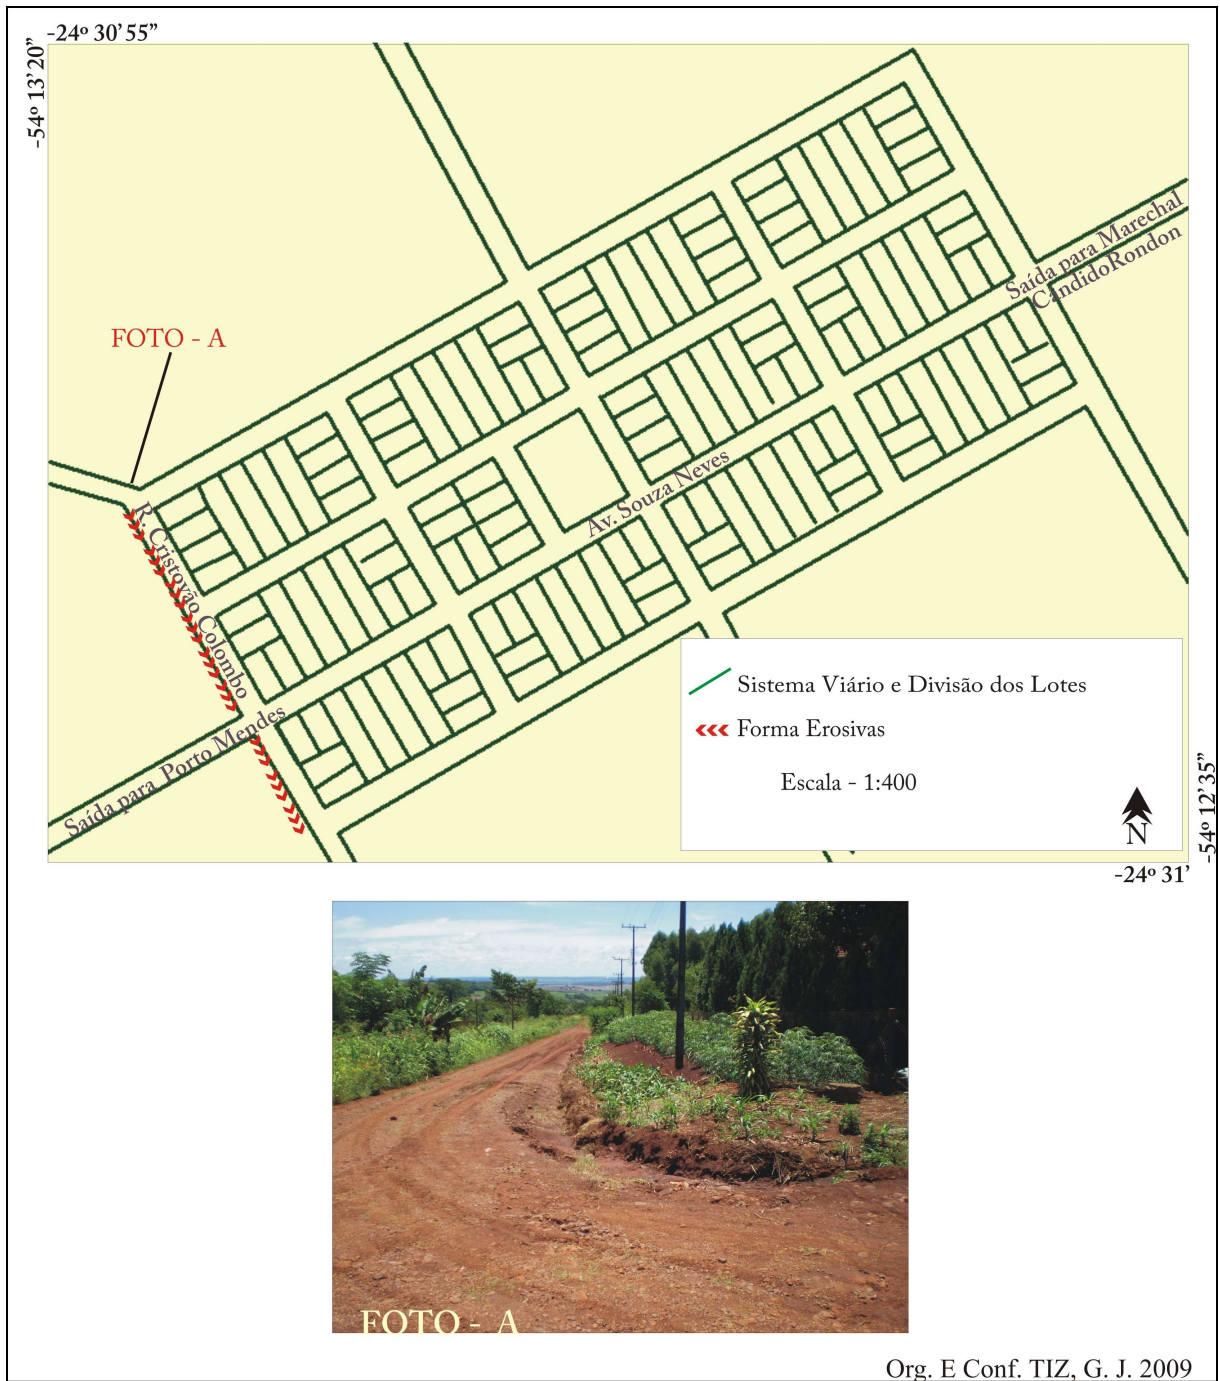 -24º 30’55”
-54º 13’20”
Saída para Marechal
CândidoRondon
FOTO - A
Av. Souza Neves
R. Cristovão Colombo
Saída para Porto Mendes
Sistema Viário e Divisão dos Lotes
Forma Erosivas
Escala - 1:400
N
-54º 12’35”
-24º 31’
FOTO - A
Org. E Conf. TIZ, G. J. 2009